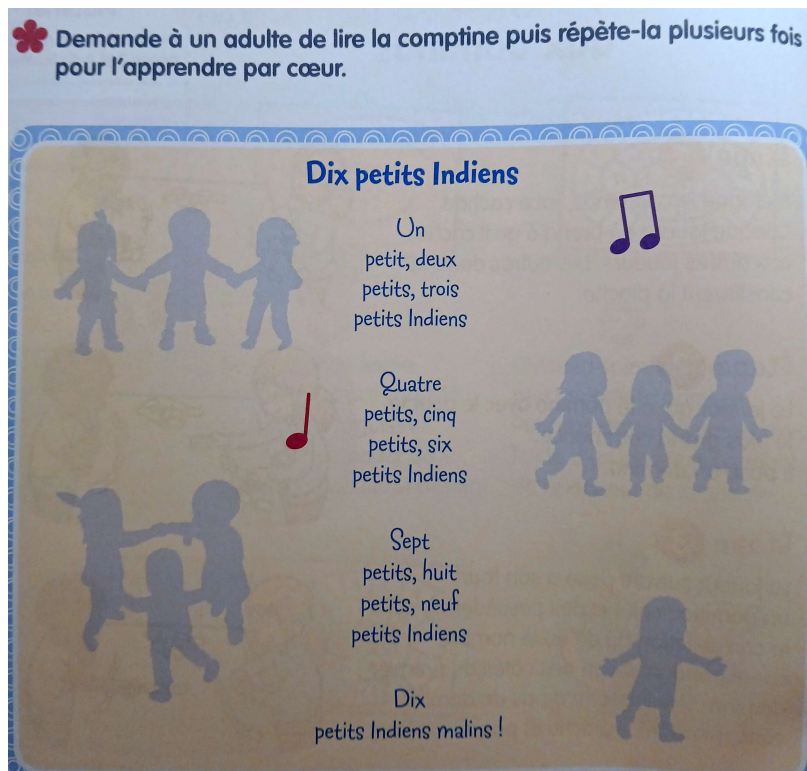 Demande à un adulte de lire la comptine puis répète-la plusieurs fois
pour l'apprendre par cœur.
Dix petits Indiens
Un
petit, deux
petits, trois
petits Indiens
Quatre
petits, cinq
petits, six
petits Indiens
Sept
petits, huit
petits, neuf
petits Indiens
Dix
petits Indiens malins !